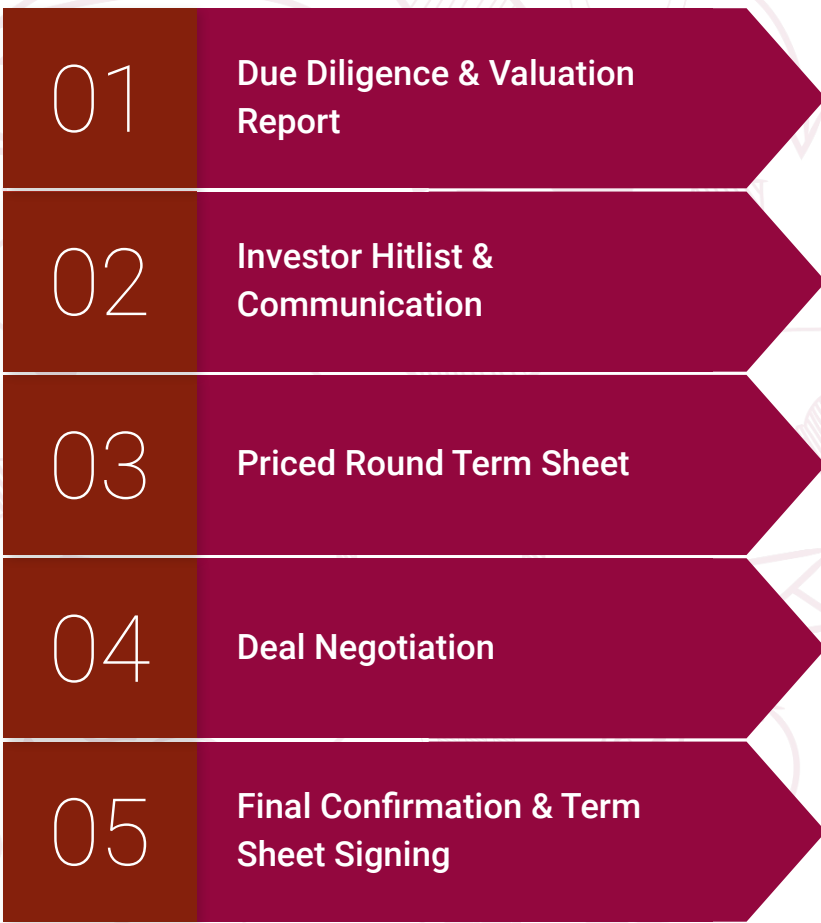 01
Due Diligence & Valuation
Report
02
Investor Hitlist &
Communication
03
Priced Round Term Sheet
04
Deal Negotiation
05
Final Confirmation & Term
Sheet Signing